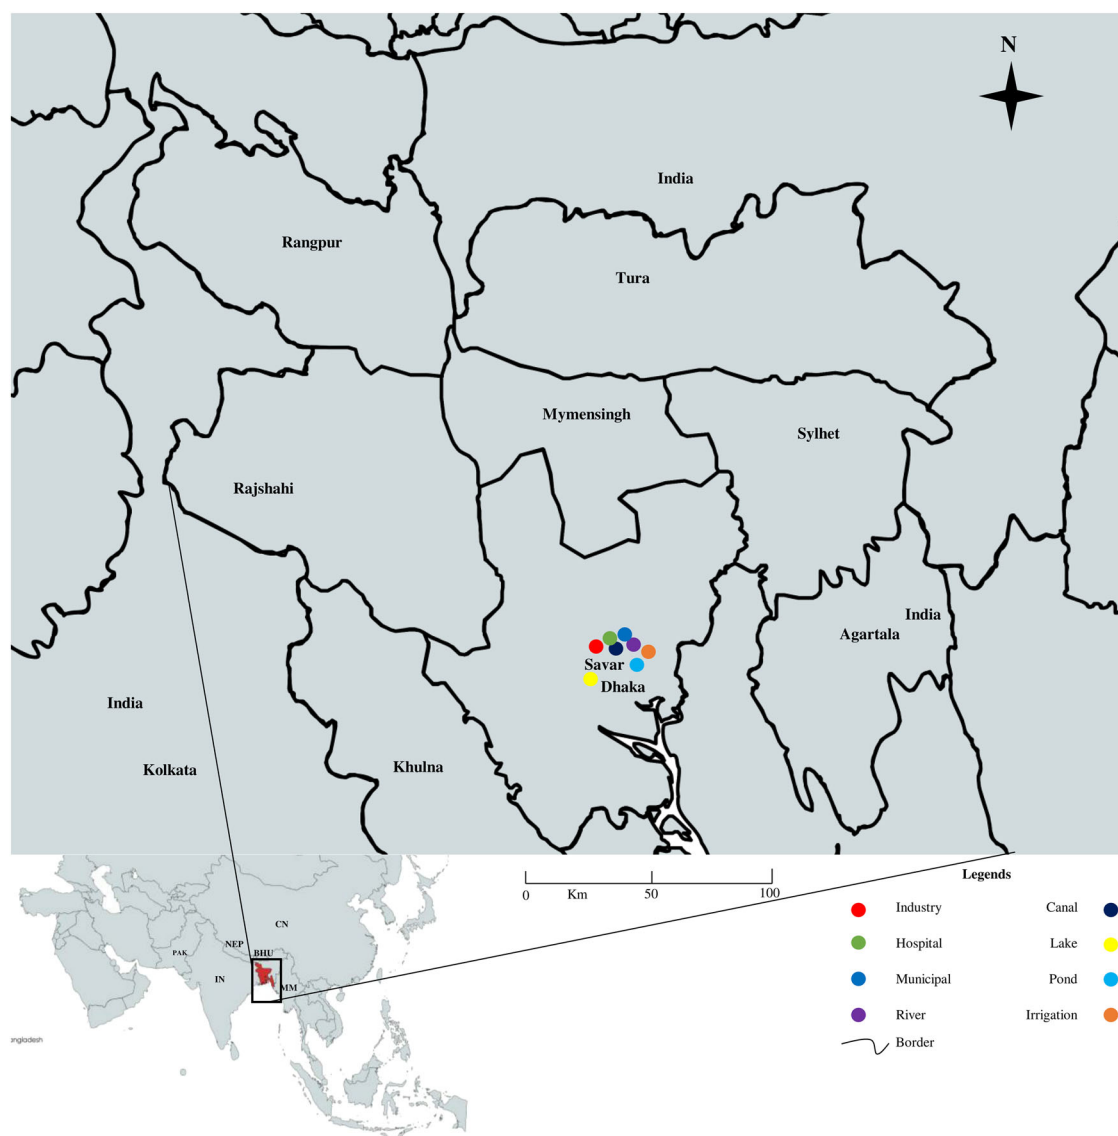 N
India
Rangpur
Tura
Mymensingh
Sylhet
Rajshahi
India
Agartala
Savar
Dhaka
India
Kolkata
Khulna
0 Km 50 100
Legends
Industry Canal
Hospital Lake
Municipal Pond
River Irrigation
Border
CN
NEP
PAK
BHU
IN
MM
angladesh